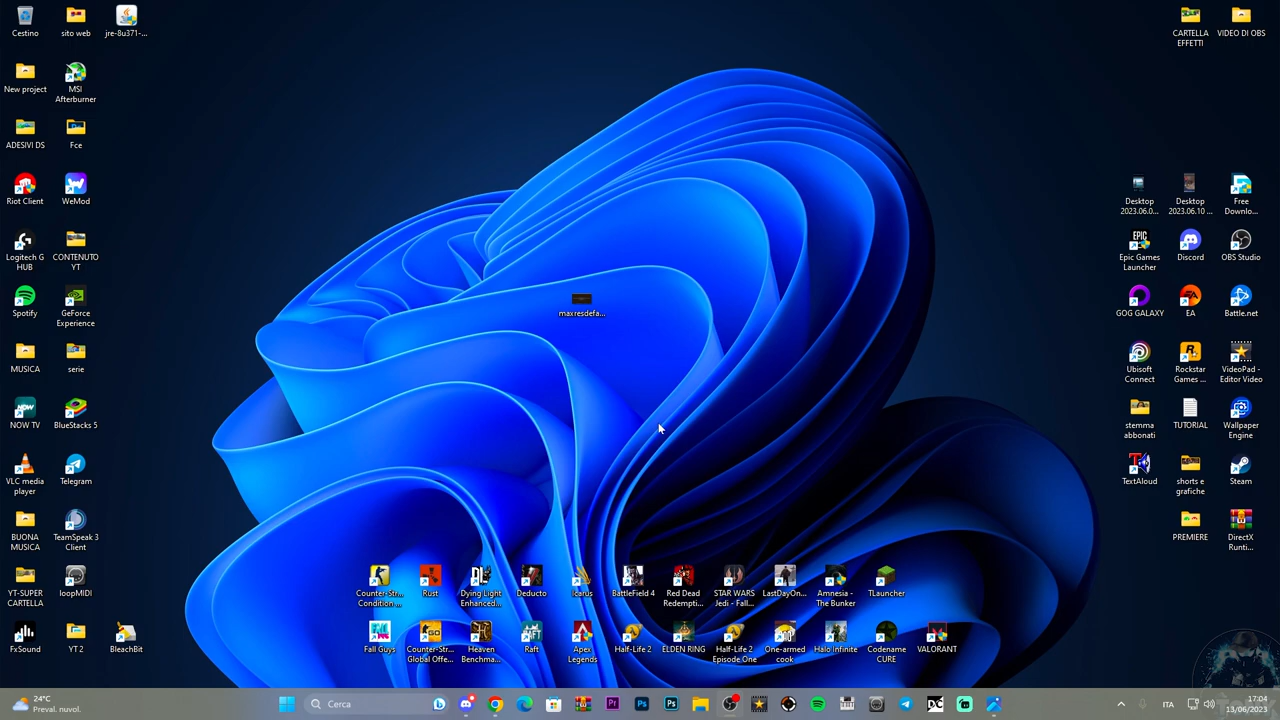 Cestino
sito web
jre-8u371-...
CARTELLA
EFFETTI
VIDEO DI OBS
New project
MSI
Afterburner
ADESIVI DS
Fce
Riot Client
WeMod
Desktop
2023.06.0...
Desktop
2023.06.10 ...
Free
Downlo...
Logitech G
HUB
CONTENUTO
YT
Epic Games
Launcher
Discord
OBS Studio
Spotify
GeForce
Experience
maxresdefa...
GOG GALAXY
EA
Battle.net
MUSICA
serie
Ubisoft
Connect
Rockstar
Games ...
VideoPad -
Editor Video
NOW TV
BlueStacks 5
stemma
abbonati
TUTORIAL
Wallpaper
Engine
VLC media
player
Telegram
TextAloud
shorts e
grafiche
Steam
BUONA
MUSICA
TeamSpeak 3
Client
PREMIERE
DirectX
Runti...
YT-SUPER
CARTELLA
loopMIDI
Counter-Str...
Condition ...
Rust
Dying Light
Enhanced...
Deducto
Icarus
BattleField 4
Red Dead
Redempti...
STAR WARS
Jedi - Fall...
LastDayOn...
Amnesia -
The Bunker
TLauncher
FxSound
YT 2
BleachBit
Fall Guys
Counter-Str...
Global Offe...
Heaven
Benchma...
Raft
Apex
Legends
Half-Life 2
ELDEN RING
Half-Life 2
Episode One
One-armed
cook
Halo Infinite
Codename
CURE
VALORANT
24°C
Preval. nuvol.
Cerca
ITA
17:04
13/06/2023